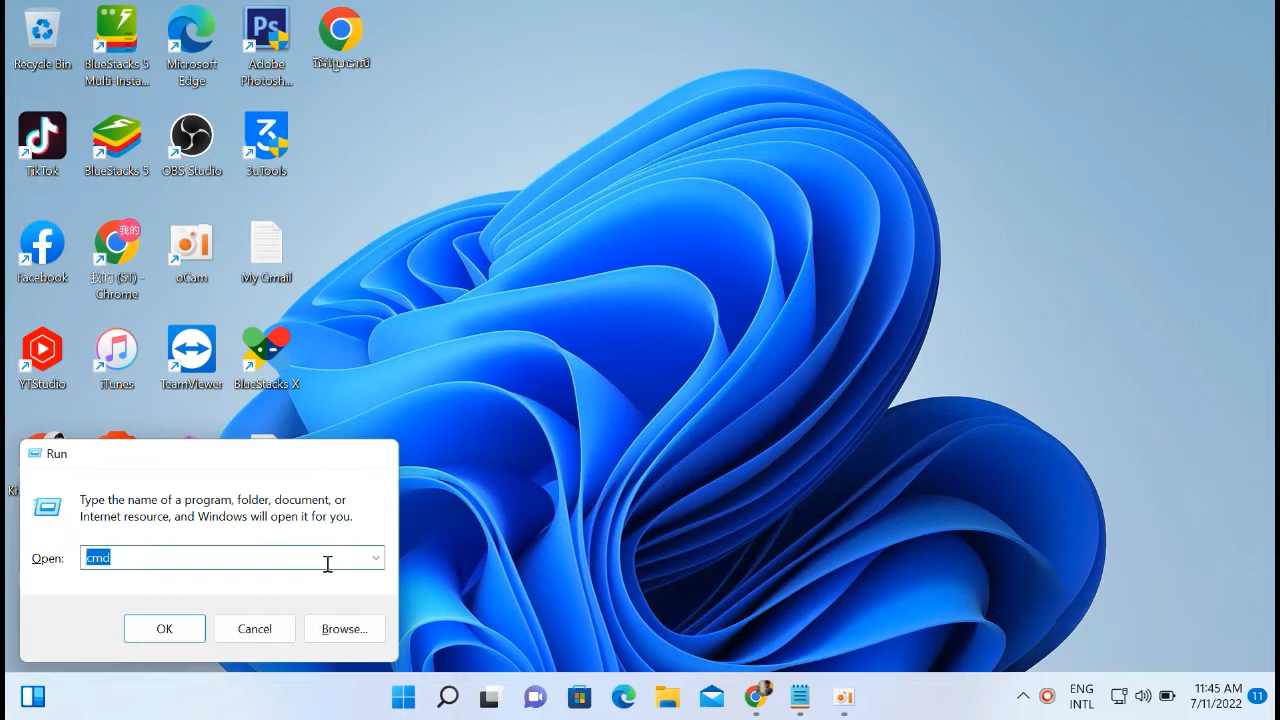 Recycle Bin
BlueStacks 5
Multi-Insta...
Microsoft
Edge
Ps
Adobe
Photosh...
TikTok
BlueStacks 5
OBS Studio
3uTools
Facebook
我的
(ST) -
Chrome
oCam
My Gmail
YTStudio
iTunes
TeamViewer
BlueStacks X
Run
Type the name of a program, folder, document, or
Internet resource, and Windows will open it for you.
Open:
cmd
OK
Cancel
Browse...
ENG
INTL
11:45 AM
7/11/2022
11